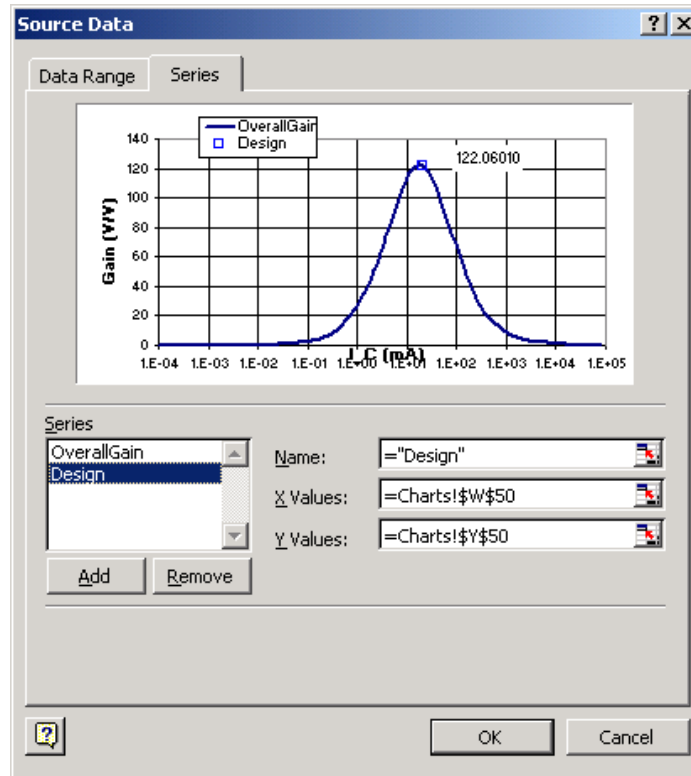 Source Data
Data Range Series
OverallGain
Design
140
120
100
80
60
40
20
0
122.06010
Gain (V/V)
1.E-04 1.E-03 1.E-02 1.E-01 1.E+00 1.E+01 1.E+02 1.E+03 1.E+04 1.E+05
I_C (mA)
Series
OverallGain
Design
Name: ="Design"
X Values: =Charts!$W$50
Y Values: =Charts!$Y$50
Add Remove
OK Cancel